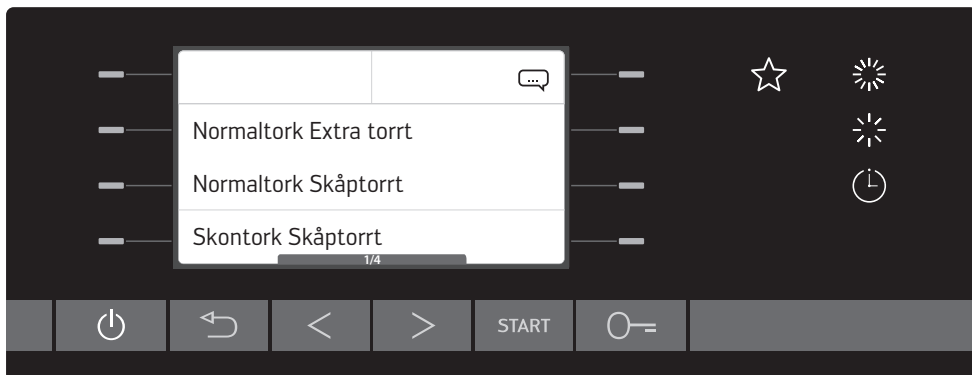 ...
Normaltork Extra torrt
Normaltork Skåptorrt
Skontork Skåptorrt
1/4
START